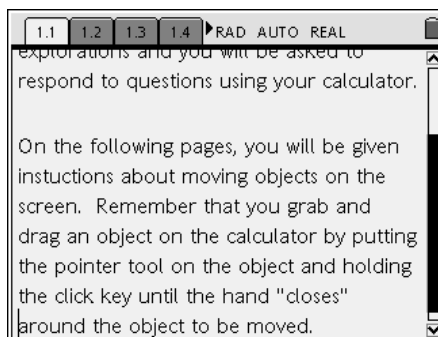 1.1 1.2 1.3 1.4 RAD AUTO REAL
explorations and you will be asked to
respond to questions using your calculator.
On the following pages, you will be given
instuctions about moving objects on the
screen. Remember that you grab and
drag an object on the calculator by putting
the pointer tool on the object and holding
the click key until the hand "closes"
around the object to be moved.